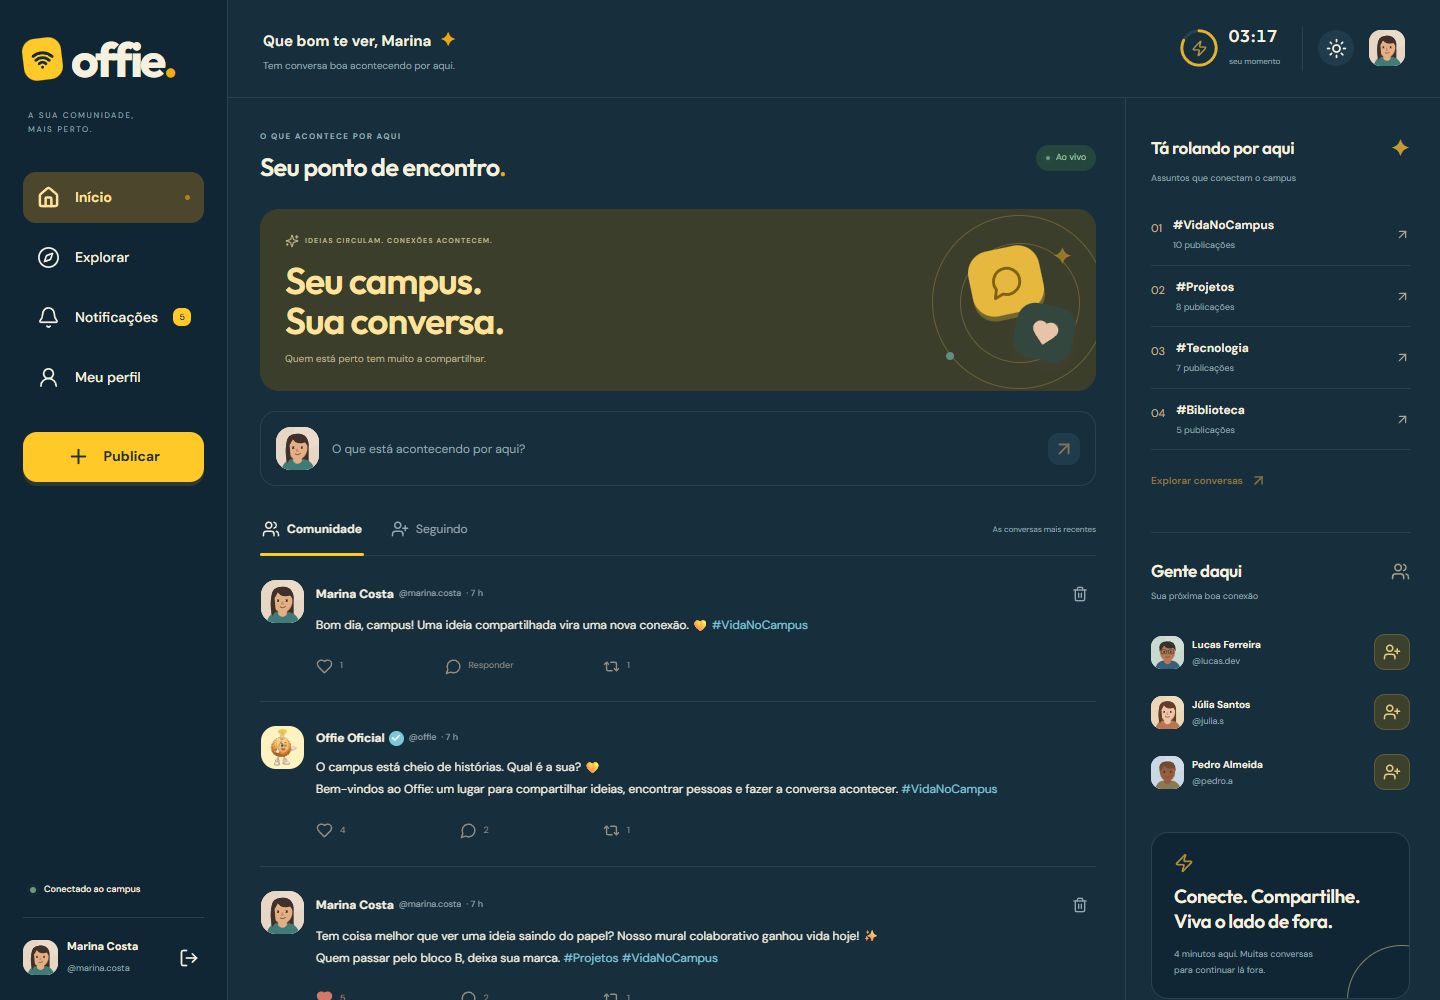 offie.
A SUA COMUNIDADE,
MAIS PERTO.
Início
Explorar
Notificações 5
Meu perfil
Publicar
Conectado ao campus
Marina Costa
@marina.costa
Que bom te ver, Marina
Tem conversa boa acontecendo por aqui.
03:17
seu momento
O QUE ACONTECE POR AQUI
Seu ponto de encontro.
Ao vivo
IDEIAS CIRCULAM. CONEXÕES ACONTECEM.
Seu campus.
Sua conversa.
Quem está perto tem muito a compartilhar.
O que está acontecendo por aqui?
Comunidade
Seguindo
As conversas mais recentes
Marina Costa @marina.costa · 7 h
Bom dia, campus! Uma ideia compartilhada vira uma nova conexão. 💛 #VidaNoCampus
1 Responder 1
Offie Oficial @offie · 7 h
O campus está cheio de histórias. Qual é a sua? 💛
Bem-vindos ao Offie: um lugar para compartilhar ideias, encontrar pessoas e fazer a conversa acontecer. #VidaNoCampus
4 2 1
Marina Costa @marina.costa · 7 h
Tem coisa melhor que ver uma ideia saindo do papel? Nosso mural colaborativo ganhou vida hoje! ✨
Quem passar pelo bloco B, deixa sua marca. #Projetos #VidaNoCampus
5 2 1
Tá rolando por aqui
Assuntos que conectam o campus
01 #VidaNoCampus
10 publicações
02 #Projetos
8 publicações
03 #Tecnologia
7 publicações
04 #Biblioteca
5 publicações
Explorar conversas
Gente daqui
Sua próxima boa conexão
Lucas Ferreira
@lucas.dev
Júlia Santos
@julia.s
Pedro Almeida
@pedro.a
Conecte. Compartilhe.
Viva o lado de fora.
4 minutos aqui. Muitas conversas
para continuar lá fora.